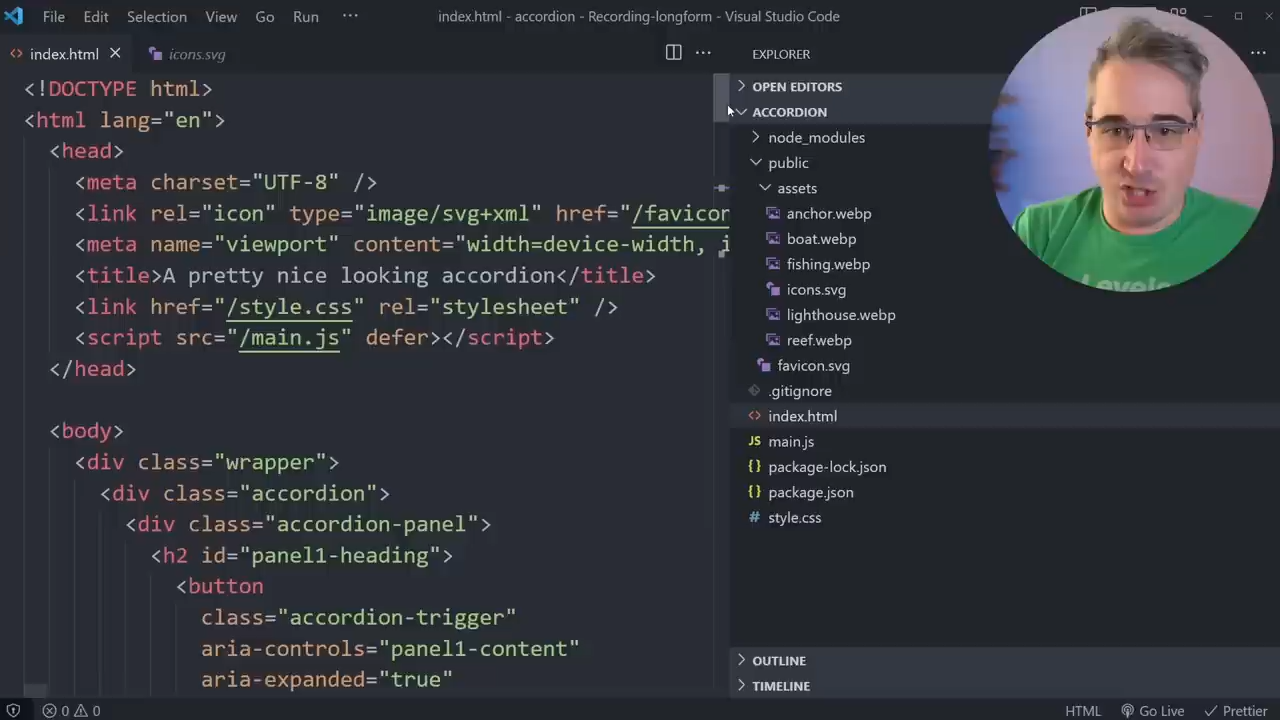 File Edit Selection View Go Run ··· index.html - accordion - Recording-longform - Visual Studio Code
index.html icons.svg
<!DOCTYPE html>
<html lang="en">
<head>
<meta charset="UTF-8" />
<link rel="icon" type="image/svg+xml" href="/favicon
<meta name="viewport" content="width=device-width, i
<title>A pretty nice looking accordion</title>
<link href="/style.css" rel="stylesheet" />
<script src="/main.js" defer></script>
</head>
<body>
<div class="wrapper">
<div class="accordion">
<div class="accordion-panel">
<h2 id="panel1-heading">
<button
class="accordion-trigger"
aria-controls="panel1-content"
aria-expanded="true"
EXPLORER
OPEN EDITORS
ACCORDION
node_modules
public
assets
anchor.webp
boat.webp
fishing.webp
icons.svg
lighthouse.webp
reef.webp
favicon.svg
.gitignore
<> index.html
JS main.js
{} package-lock.json
{} package.json
# style.css
OUTLINE
TIMELINE
0 0 HTML Go Live Prettier